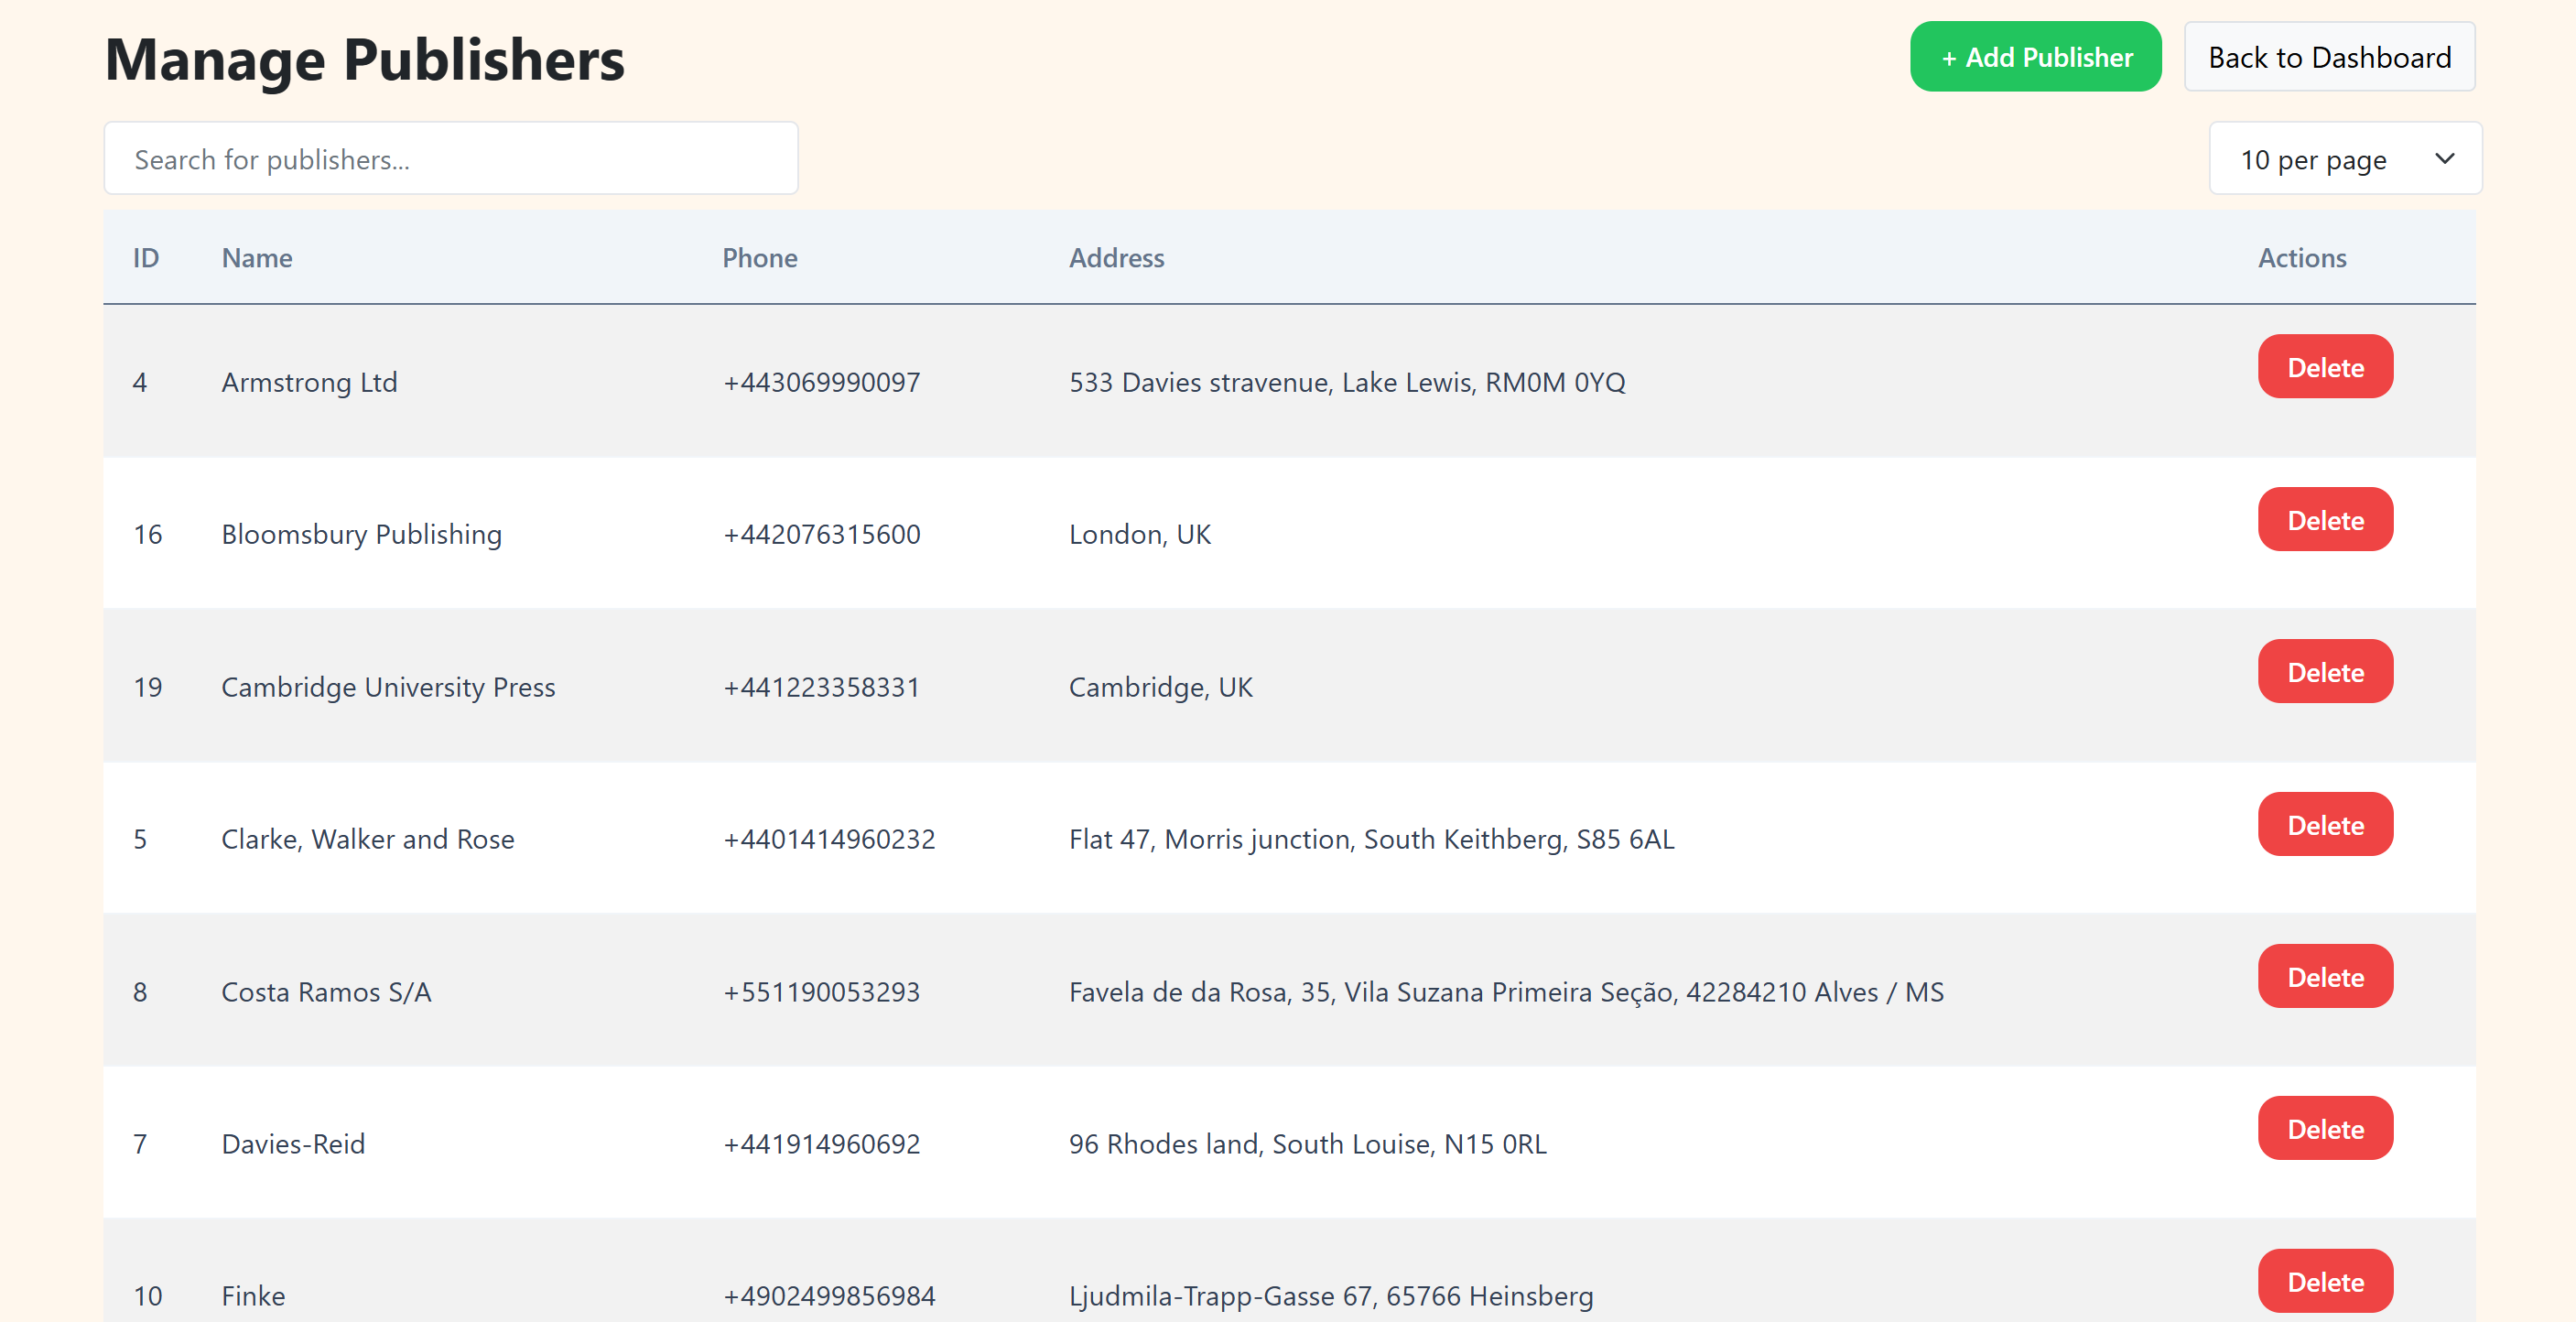 Manage Publishers
+ Add Publisher
Back to Dashboard
Search for publishers...
10 per page
ID Name Phone Address Actions
4 Armstrong Ltd +443069990097 533 Davies stravenue, Lake Lewis, RM0M 0YQ Delete
16 Bloomsbury Publishing +442076315600 London, UK Delete
19 Cambridge University Press +441223358331 Cambridge, UK Delete
5 Clarke, Walker and Rose +4401414960232 Flat 47, Morris junction, South Keithberg, S85 6AL Delete
8 Costa Ramos S/A +551190053293 Favela de da Rosa, 35, Vila Suzana Primeira Seção, 42284210 Alves / MS Delete
7 Davies-Reid +441914960692 96 Rhodes land, South Louise, N15 0RL Delete
10 Finke +4902499856984 Ljudmila-Trapp-Gasse 67, 65766 Heinsberg Delete